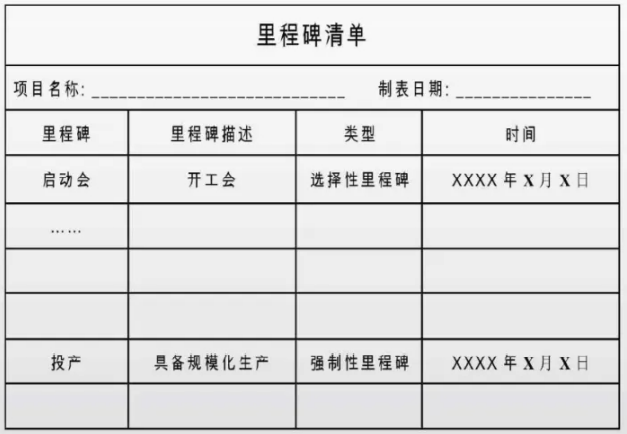 里程碑清单
项目名称: ____________________________ 制表日期: _______________
里程碑 里程碑描述 类型 时间
启动会 开工会 选择性里程碑 XXXX 年 X 月 X 日
……
投产 具备规模化生产 强制性里程碑 XXXX 年 X 月 X 日